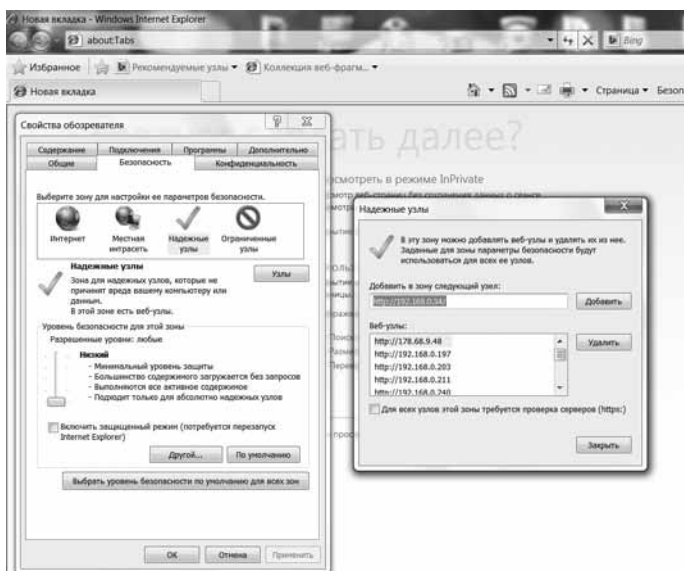 Новая вкладка - Windows Internet Explorer
about:Tabs
Bing
Избранное
Рекомендуемые узлы
Коллекция веб-фрагм...
Новая вкладка
Страница
Безоп
ать далее?
Свойства обозревателя
Содержание Подключения Программы Дополнительно
Общие Безопасность Конфиденциальность
Выберите зону для настройки ее параметров безопасности.
Интернет Местная интрасеть Надежные узлы Ограниченные узлы
Надежные узлы
Узлы
Зона для надежных узлов, которые не
причинят вреда вашему компьютеру или
данным.
В этой зоне есть веб-узлы.
Уровень безопасности для этой зоны
Разрешенные уровни: любые
Низкий
- Минимальный уровень защиты
- Большинство содержимого загружается без запросов
- Выполняются все активное содержимое
- Подходит только для абсолютно надежных узлов
Включить защищенный режим (потребуется перезапуск
Internet Explorer)
Другой... По умолчанию
Выбрать уровень безопасности по умолчанию для всех зон
OK Отмена Применить
смотреть в режиме InPrivate
Надежные узлы
В эту зону можно добавлять веб-узлы и удалять их из нее.
Заданные для зоны параметры безопасности будут
использоваться для всех ее узлов.
Добавить в зону следующий узел:
http://192.168.0.34/ Добавить
Веб-узлы:
http://178.68.9.48 Удалить
http://192.168.0.197
http://192.168.0.203
http://192.168.0.211
http://192.168.0.240
Для всех узлов этой зоны требуется проверка серверов (https:)
Закрыть